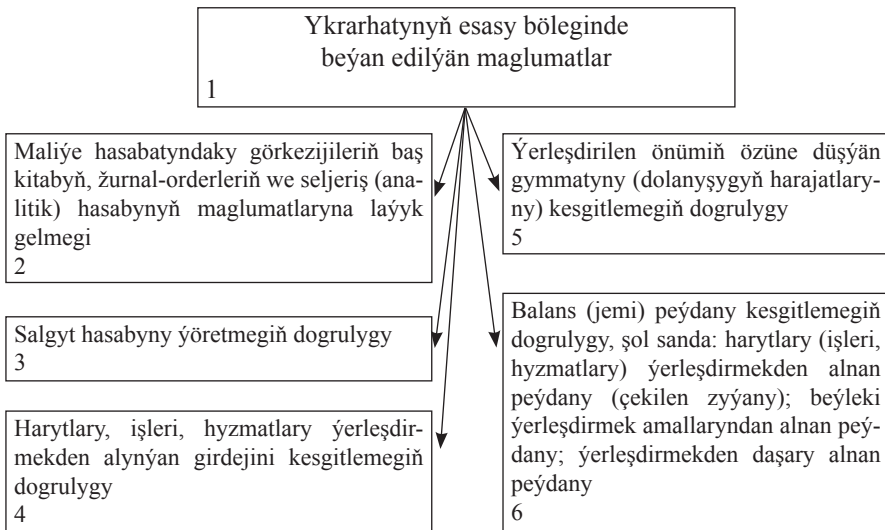 Ykrarhatynyň esasy böleginde
beýan edilýän maglumatlar
1
Maliýe hasabatyndaky görkezijileriň baş
kitabyň, žurnal-orderleriň we seljeriş (ana-
litik) hasabynyň maglumatlaryna laýyk
gelmegi
2
Salgyt hasabyny ýöretmegiň dogrulygy
3
Harytlary, işleri, hyzmatlary ýerleşdir-
mekden alynýan girdejini kesgitlemegiň
dogrulygy
4
Ýerleşdirilen önümiň özüne düşýän
gymmatyny (dolanyşygyň harajatlary-
ny) kesgitlemegiň dogrulygy
5
Balans (jemi) peýdany kesgitlemegiň
dogrulygy, şol sanda: harytlary (işleri,
hyzmatlary) ýerleşdirmekden alnan
peýdany (çekilen zyýany); beýleki
ýerleşdirmek amallaryndan alnan peý-
dany; ýerleşdirmekden daşary alnan
peýdany
6